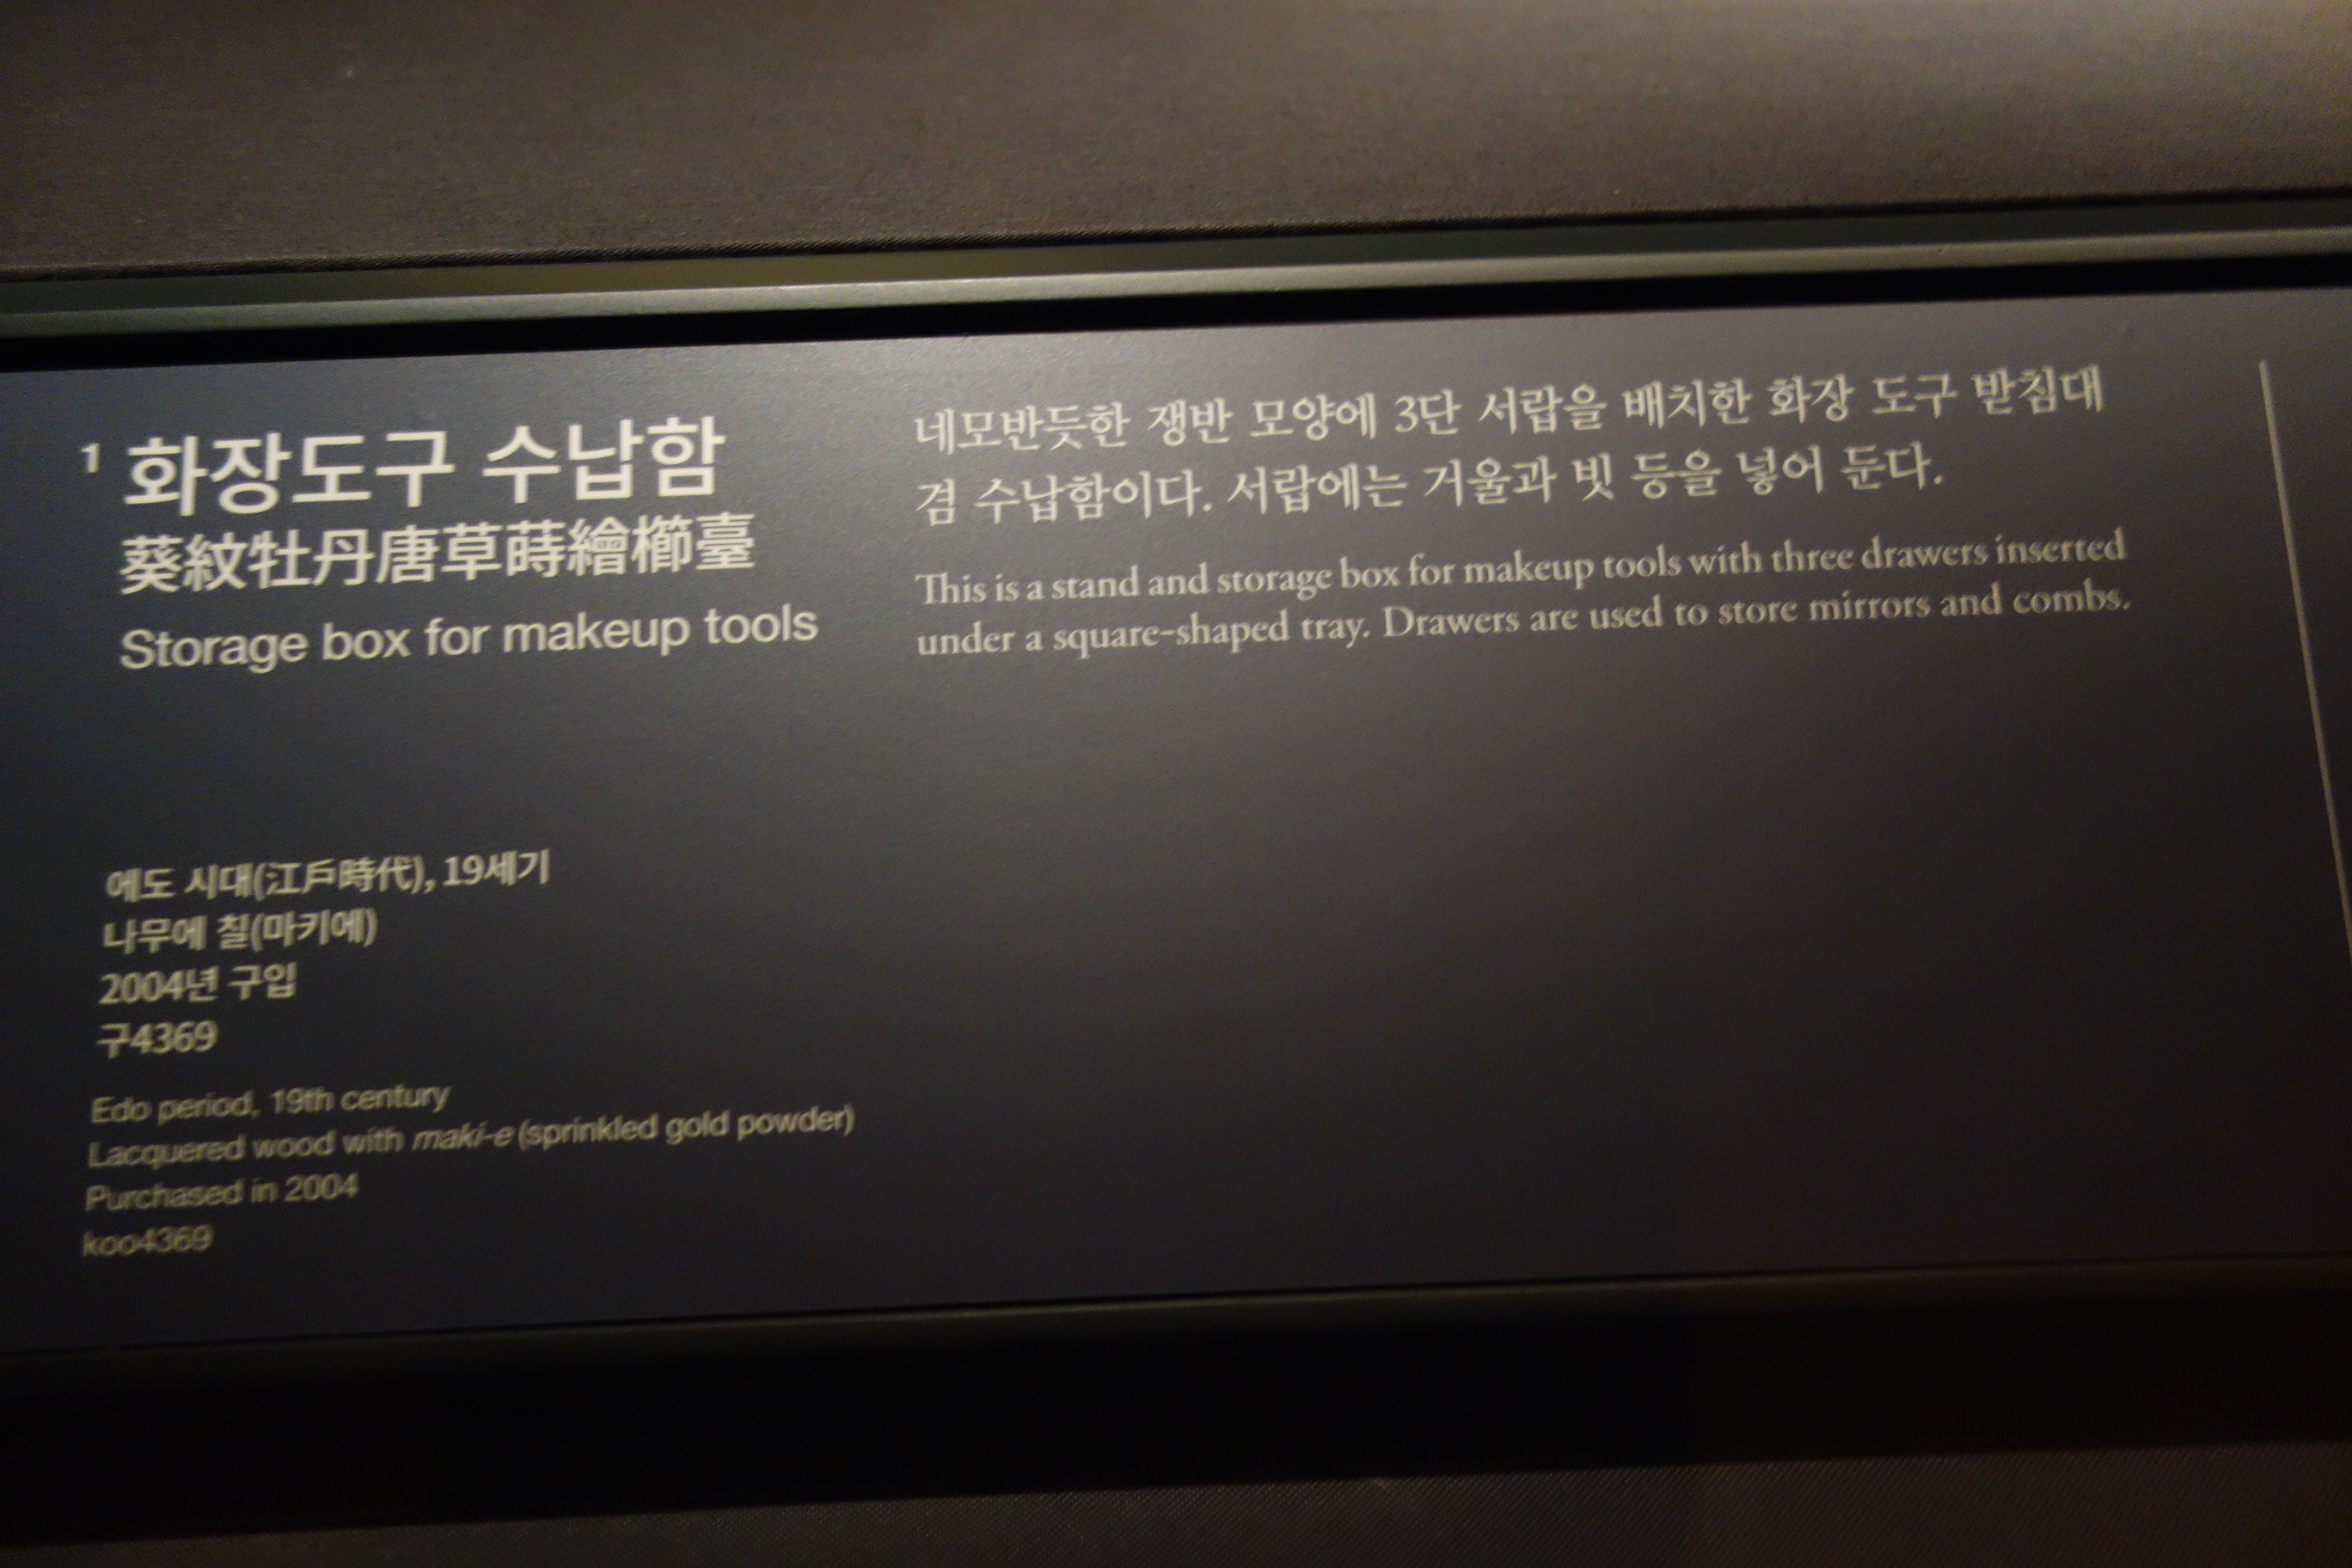 1 화장도구 수납함
葵紋牡丹唐草蒔繪櫛臺
Storage box for makeup tools
에도 시대(江戶時代), 19세기
나무에 칠(마키에)
2004년 구입
구4369
Edo period, 19th century
Lacquered wood with maki-e (sprinkled gold powder)
Purchased in 2004
koo4369
네모반듯한 쟁반 모양에 3단 서랍을 배치한 화장 도구 받침대
겸 수납함이다. 서랍에는 거울과 빗 등을 넣어 둔다.
This is a stand and storage box for makeup tools with three drawers inserted
under a square-shaped tray. Drawers are used to store mirrors and combs.